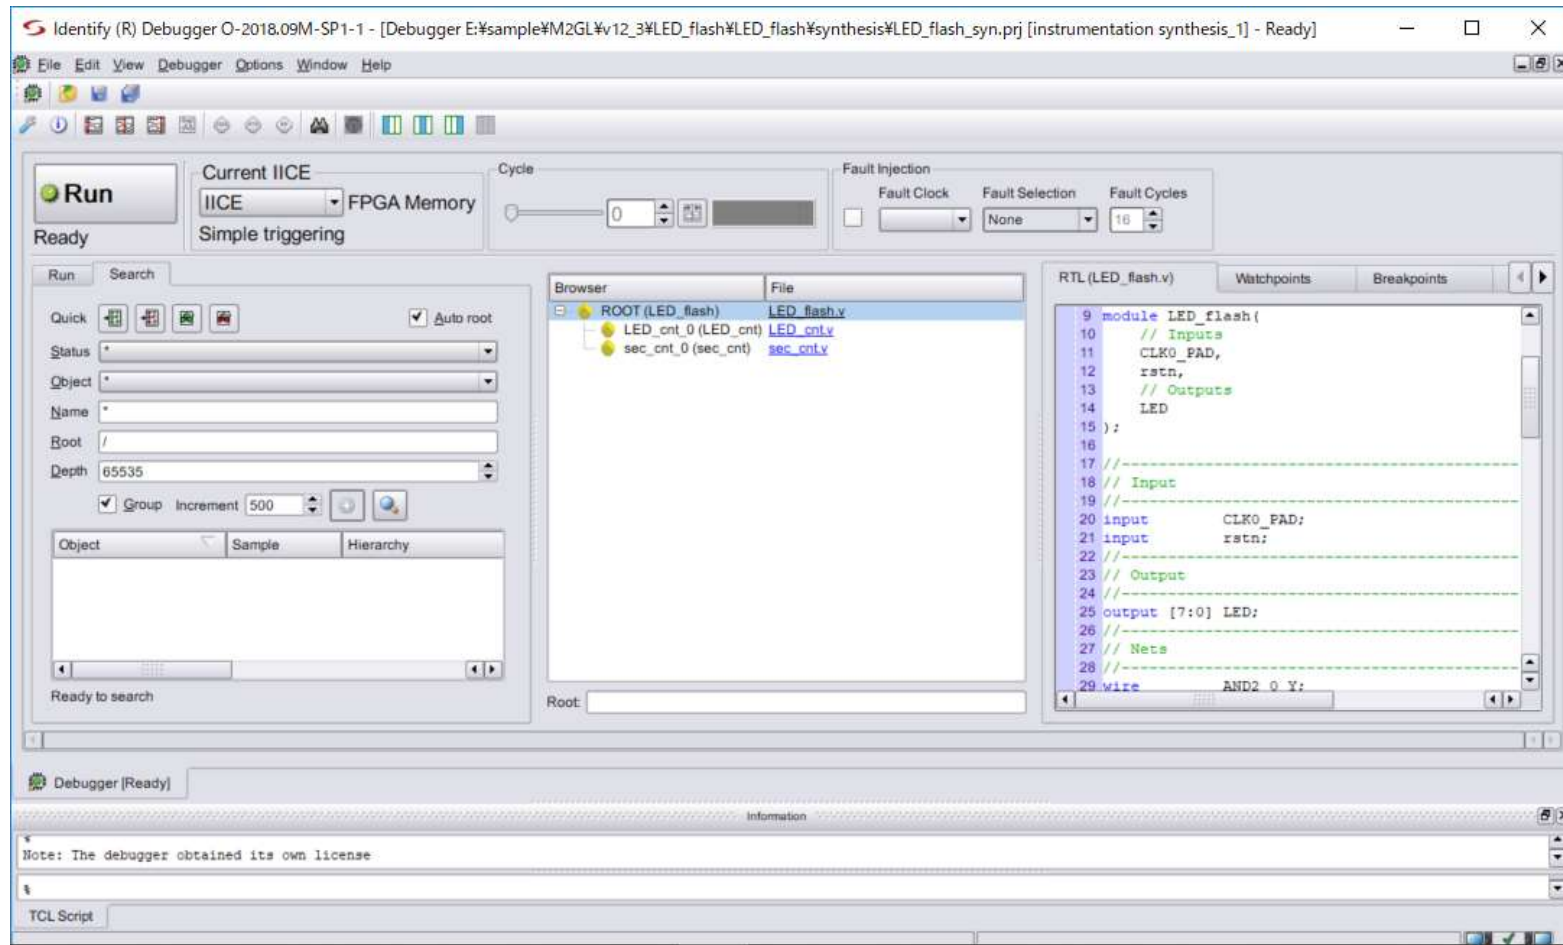 Identify (R) Debugger O-2018.09M-SP1-1 - [Debugger E:¥sample¥M2GL¥v12_3¥LED_flash¥LED_flash¥synthesis¥LED_flash_syn.prj [instrumentation synthesis_1] - Ready]
File Edit View Debugger Options Window Help
Run
Ready
Current IICE
IICE FPGA Memory
Simple triggering
Cycle
0
Fault Injection
Fault Clock Fault Selection Fault Cycles
None 16
Run Search
Quick Auto root
Status *
Object *
Name *
Root /
Depth 65535
Group Increment 500
Object Sample Hierarchy
Ready to search
Browser File
ROOT (LED_flash) LED_flash.v
LED_cnt_0 (LED_cnt) LED_cnt.v
sec_cnt_0 (sec_cnt) sec_cnt.v
Root:
RTL (LED_flash.v) Watchpoints Breakpoints
9 module LED_flash(
10 // Inputs
11 CLK0_PAD,
12 rstn,
13 // Outputs
14 LED
15 );
16
17 //--------------------------------------------
18 // Input
19 //--------------------------------------------
20 input CLK0_PAD;
21 input rstn;
22 //--------------------------------------------
23 // Output
24 //--------------------------------------------
25 output [7:0] LED;
26 //--------------------------------------------
27 // Nets
28 //--------------------------------------------
29 wire AND2_0_Y;
Debugger [Ready]
Information
%
Note: The debugger obtained its own license
%
TCL Script